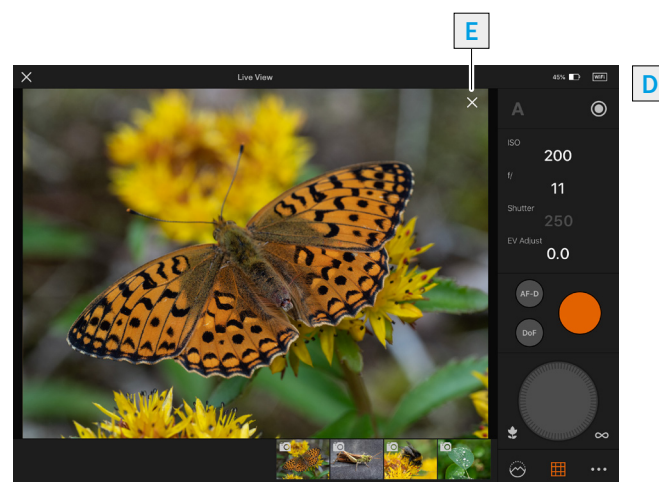 E
D
Live View
45%
WIFI
A
ISO
200
f/
11
Shutter
250
EV Adjust
0.0
AF-D
DoF